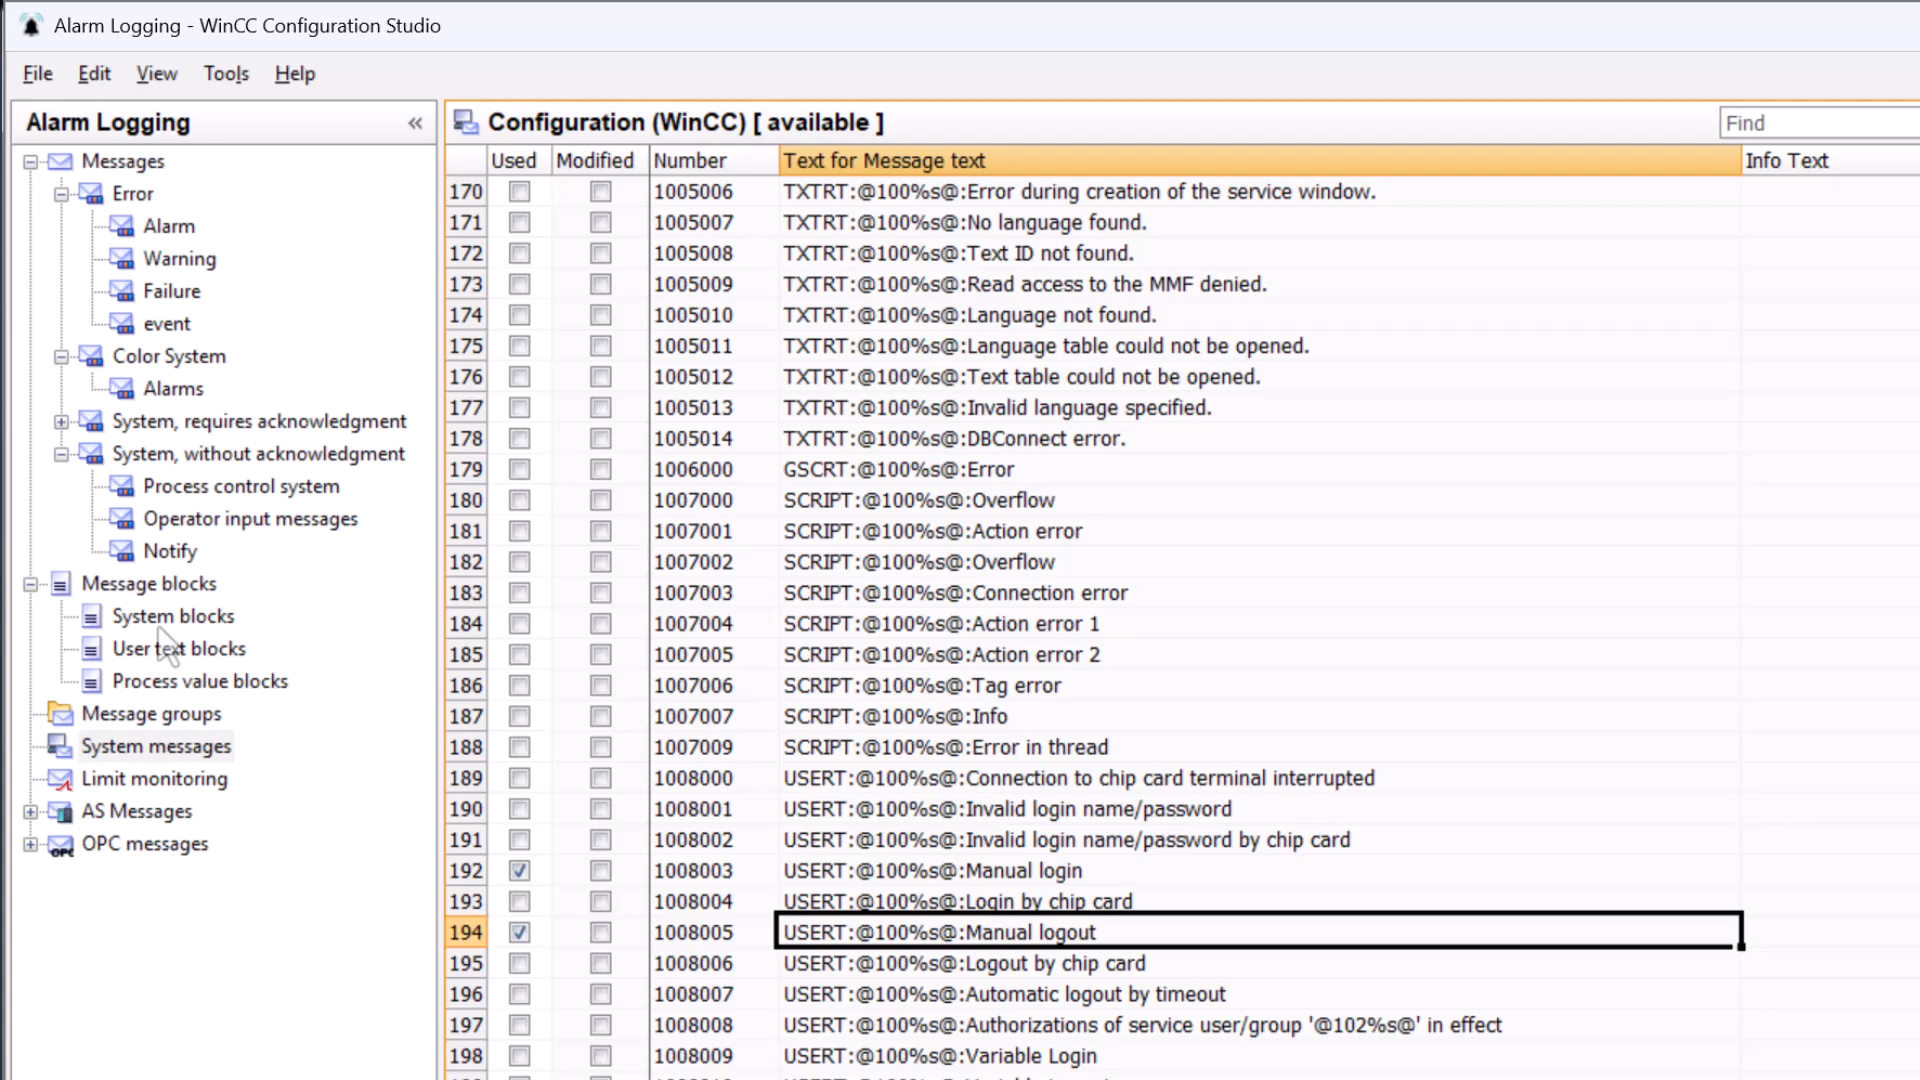 Alarm Logging - WinCC Configuration Studio
File Edit View Tools Help
Alarm Logging «
Messages
Error
Alarm
Warning
Failure
event
Color System
Alarms
System, requires acknowledgment
System, without acknowledgment
Process control system
Operator input messages
Notify
Message blocks
System blocks
User text blocks
Process value blocks
Message groups
System messages
Limit monitoring
AS Messages
OPC messages
Configuration (WinCC) [ available ] Find
Used Modified Number Text for Message text Info Text
170 1005006 TXTRT:@100%s@:Error during creation of the service window.
171 1005007 TXTRT:@100%s@:No language found.
172 1005008 TXTRT:@100%s@:Text ID not found.
173 1005009 TXTRT:@100%s@:Read access to the MMF denied.
174 1005010 TXTRT:@100%s@:Language not found.
175 1005011 TXTRT:@100%s@:Language table could not be opened.
176 1005012 TXTRT:@100%s@:Text table could not be opened.
177 1005013 TXTRT:@100%s@:Invalid language specified.
178 1005014 TXTRT:@100%s@:DBConnect error.
179 1006000 GSCRT:@100%s@:Error
180 1007000 SCRIPT:@100%s@:Overflow
181 1007001 SCRIPT:@100%s@:Action error
182 1007002 SCRIPT:@100%s@:Overflow
183 1007003 SCRIPT:@100%s@:Connection error
184 1007004 SCRIPT:@100%s@:Action error 1
185 1007005 SCRIPT:@100%s@:Action error 2
186 1007006 SCRIPT:@100%s@:Tag error
187 1007007 SCRIPT:@100%s@:Info
188 1007009 SCRIPT:@100%s@:Error in thread
189 1008000 USERT:@100%s@:Connection to chip card terminal interrupted
190 1008001 USERT:@100%s@:Invalid login name/password
191 1008002 USERT:@100%s@:Invalid login name/password by chip card
192 1008003 USERT:@100%s@:Manual login
193 1008004 USERT:@100%s@:Login by chip card
194 1008005 USERT:@100%s@:Manual logout
195 1008006 USERT:@100%s@:Logout by chip card
196 1008007 USERT:@100%s@:Automatic logout by timeout
197 1008008 USERT:@100%s@:Authorizations of service user/group '@102%s@' in effect
198 1008009 USERT:@100%s@:Variable Login